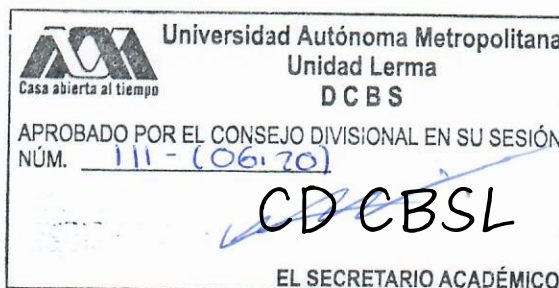 Universidad Autónoma Metropolitana
Unidad Lerma
DCBS
Casa abierta al tiempo
APROBADO POR EL CONSEJO DIVISIONAL EN SU SESIÓN
NÚM. 111-(06.20)
CD CBSL
EL SECRETARIO ACADÉMICO